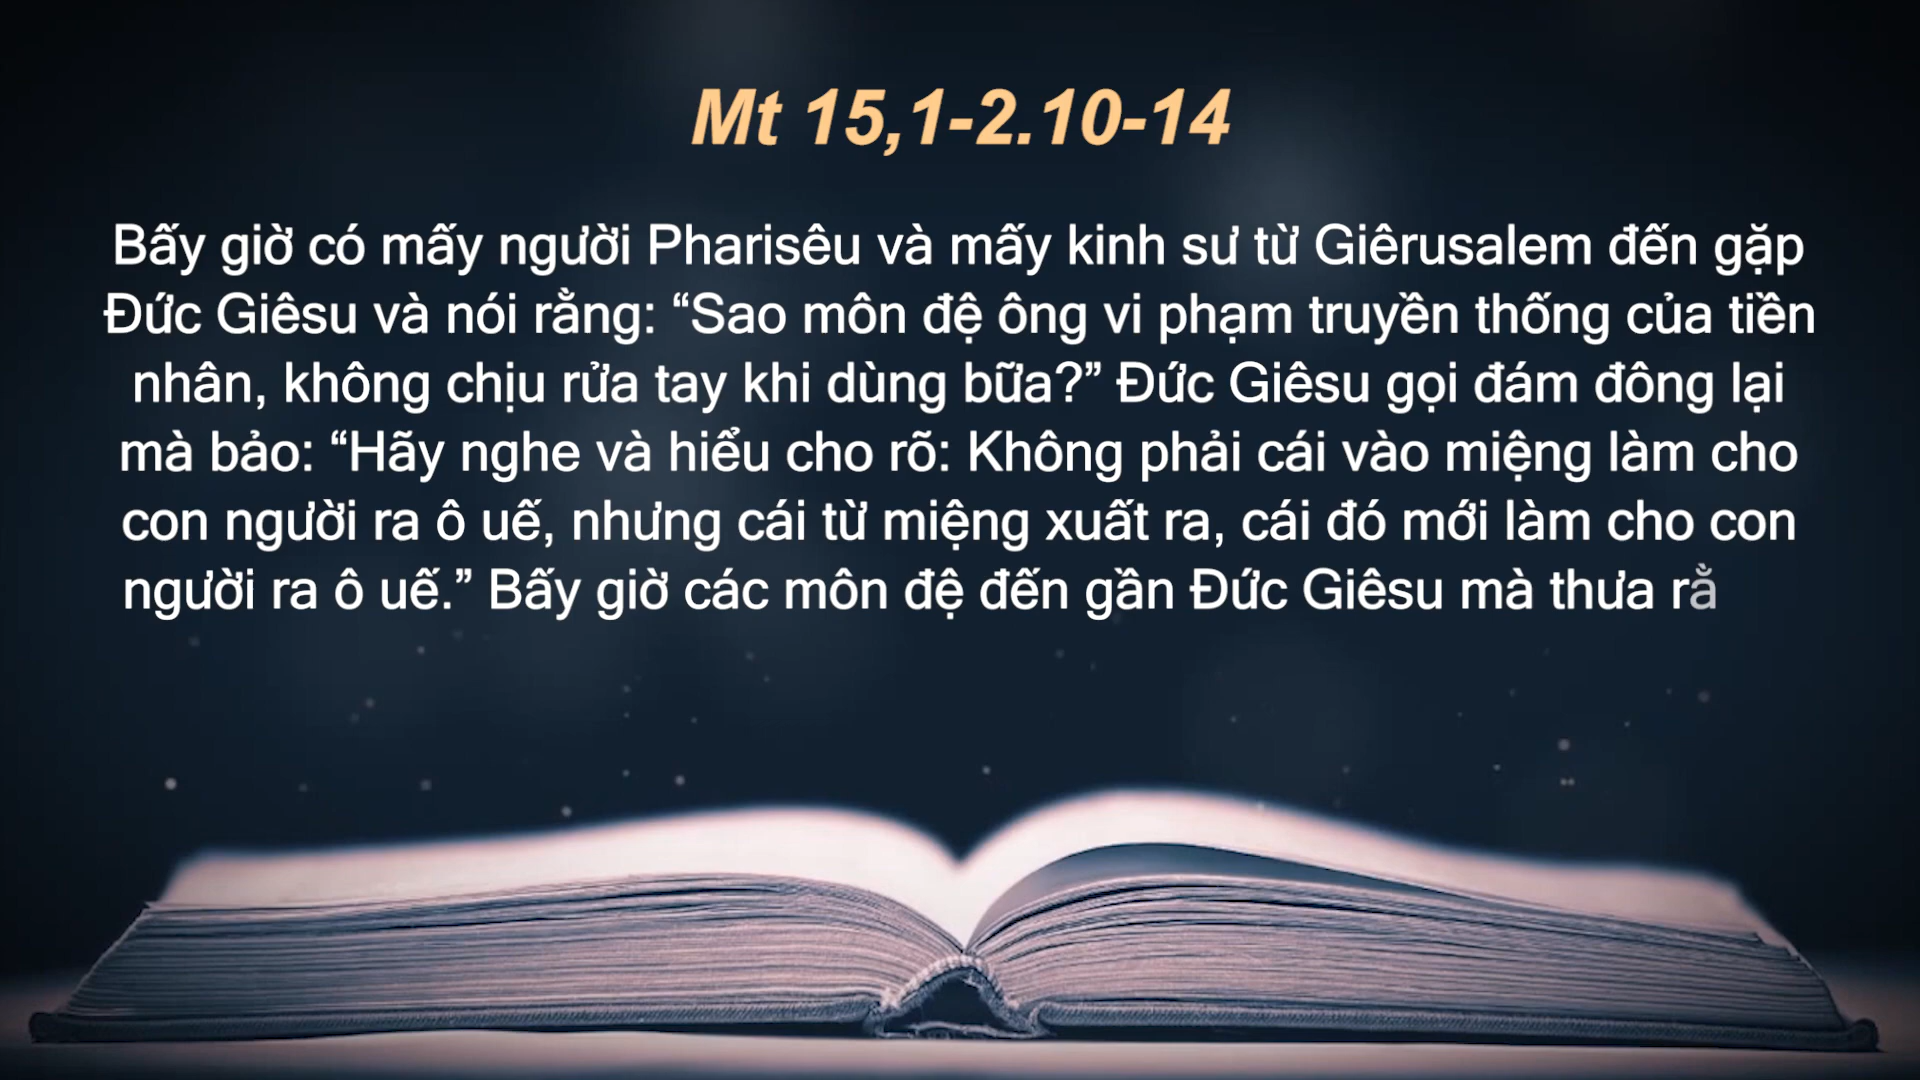 Mt 15,1-2.10-14
Bấy giờ có mấy người Pharisêu và mấy kinh sư từ Giêrusalem đến gặp
Đức Giêsu và nói rằng: “Sao môn đệ ông vi phạm truyền thống của tiền
nhân, không chịu rửa tay khi dùng bữa?” Đức Giêsu gọi đám đông lại
mà bảo: “Hãy nghe và hiểu cho rõ: Không phải cái vào miệng làm cho
con người ra ô uế, nhưng cái từ miệng xuất ra, cái đó mới làm cho con
người ra ô uế.” Bấy giờ các môn đệ đến gần Đức Giêsu mà thưa rằ